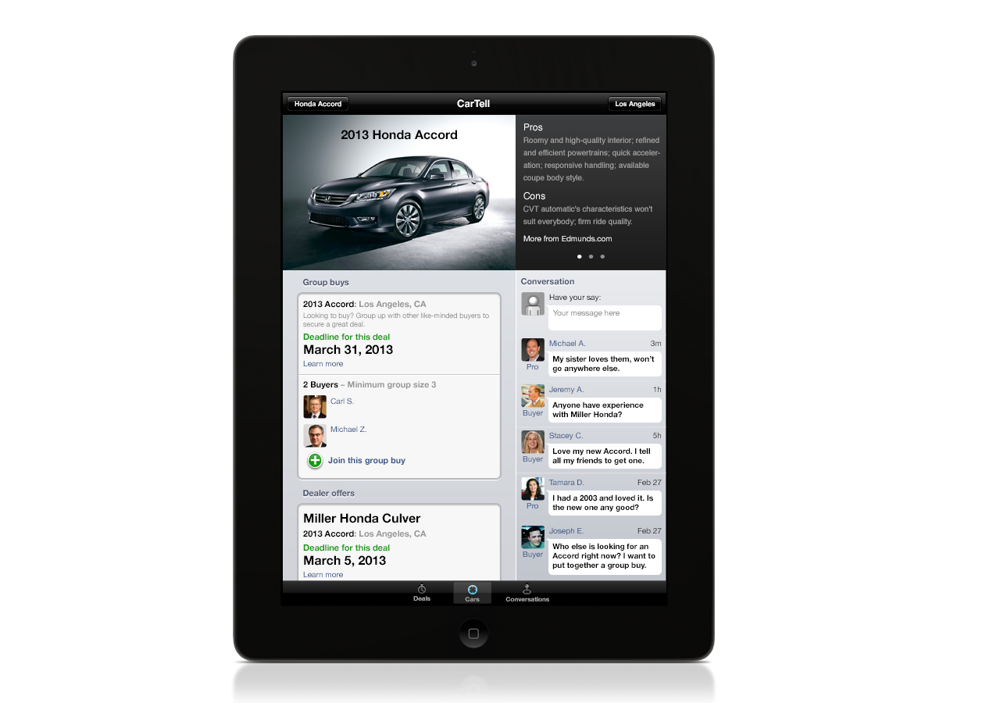 Honda Accord
CarTell
Los Angeles
2013 Honda Accord
Pros
Roomy and high-quality interior; refined
and efficient powertrains; quick acceler-
ation; responsive handling; available
coupe body style.
Cons
CVT automatic's characteristics won't
suit everybody; firm ride quality.
More from Edmunds.com
Group buys
2013 Accord: Los Angeles, CA
Looking to buy? Group up with other like-minded buyers to
secure a great deal.
Deadline for this deal
March 31, 2013
Learn more
2 Buyers – Minimum group size 3
Carl S.
Michael Z.
Join this group buy
Dealer offers
Miller Honda Culver
2013 Accord: Los Angeles, CA
Deadline for this deal
March 5, 2013
Learn more
Conversation
Have your say:
Your message here
Michael A. 3m
Pro
My sister loves them, won't
go anywhere else.
Jeremy A. 1h
Buyer
Anyone have experience
with Miller Honda?
Stacey C. 5h
Buyer
Love my new Accord. I tell
all my friends to get one.
Tamara D. Feb 27
Pro
I had a 2003 and loved it. Is
the new one any good?
Joseph E. Feb 27
Buyer
Who else is looking for an
Accord right now? I want to
put together a group buy.
Deals
Cars
Conversations